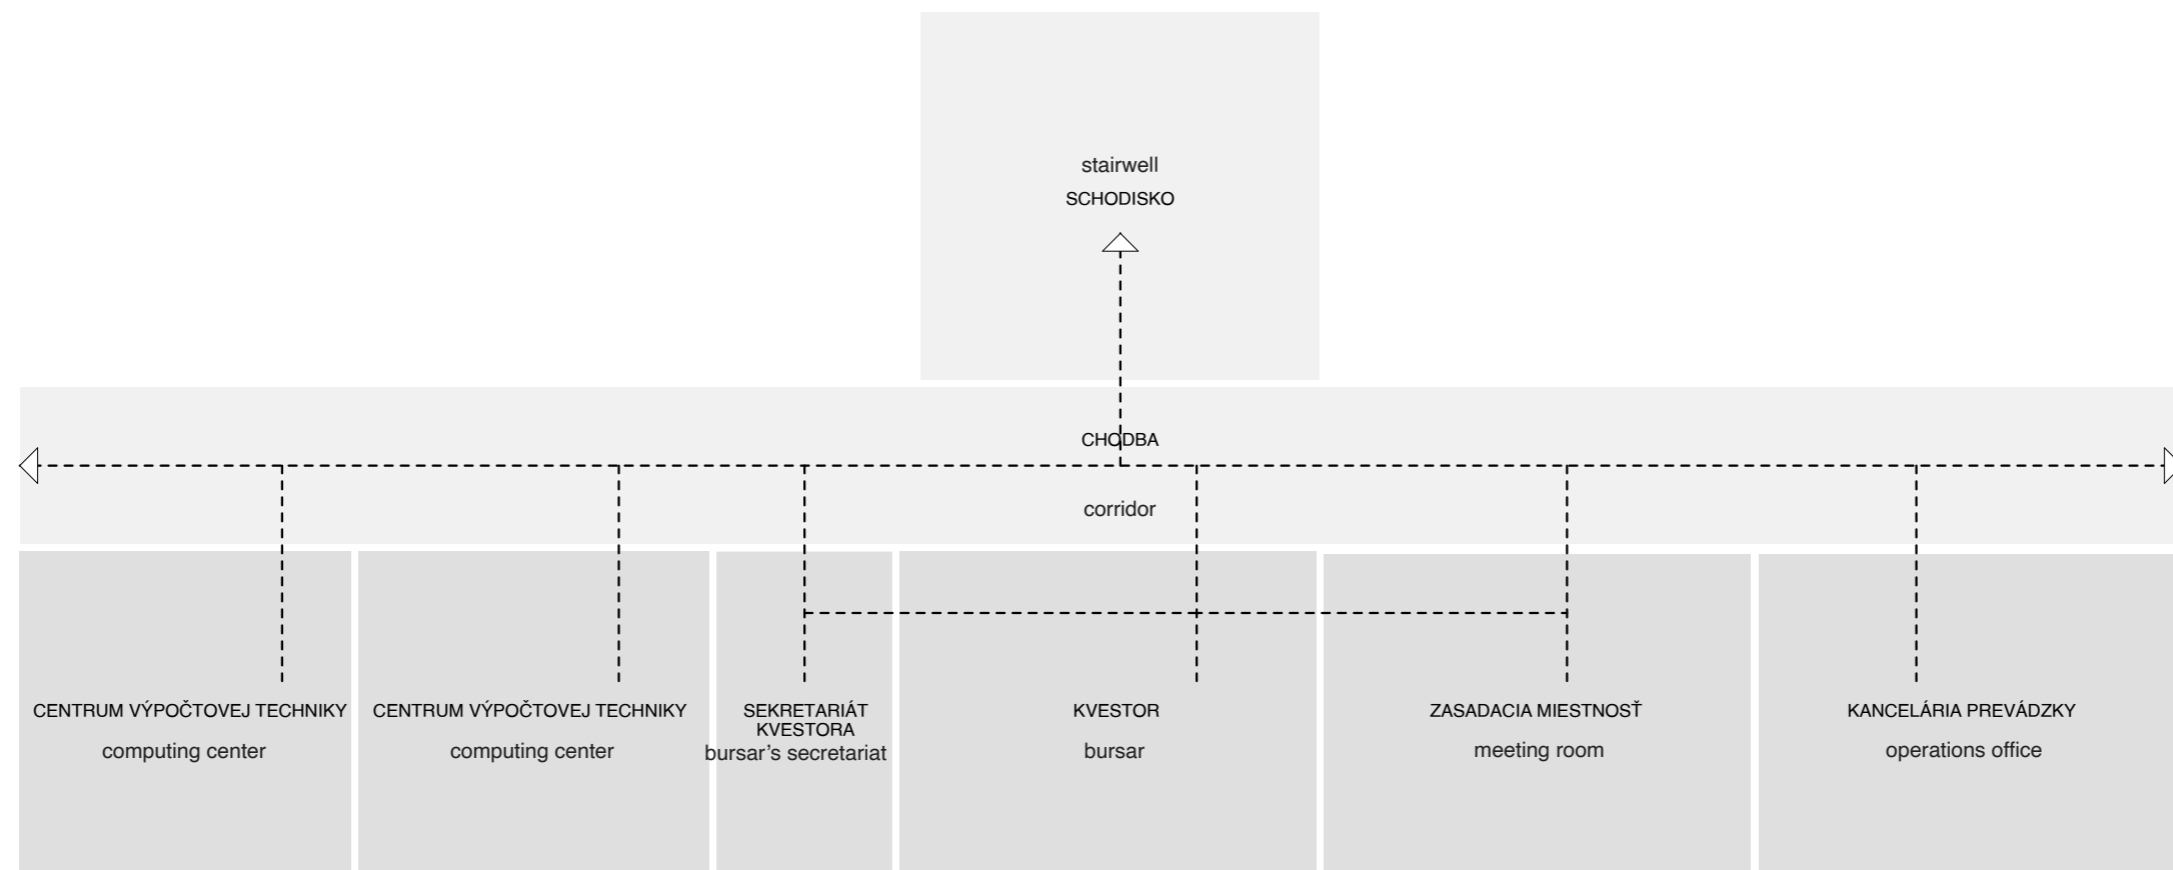 stairwell
SCHODISKO
CHODBA
corridor
CENTRUM VÝPOČTOVEJ TECHNIKY
computing center
CENTRUM VÝPOČTOVEJ TECHNIKY
computing center
SEKRETARIÁT
KVESTORA
bursar’s secretariat
KVESTOR
bursar
ZASADACIA MIESTNOSŤ
meeting room
KANCELÁRIA PREVÁDZKY
operations office